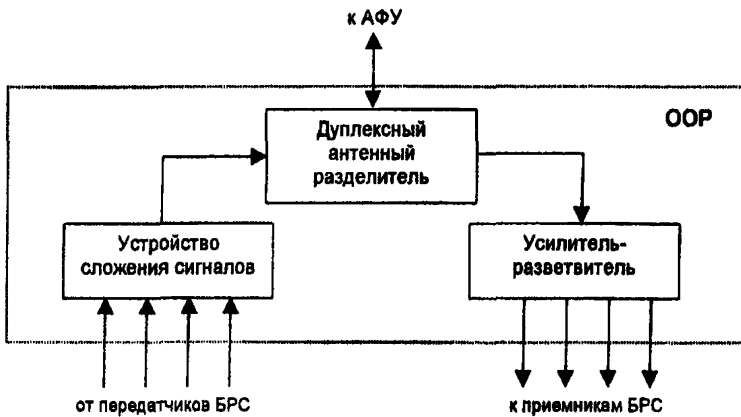 к АФУ
ООР
Дуплексный
антенный
разделитель
Устройство
сложения сигналов
Усилитель-
разветвитель
от передатчиков БРС
к приемникам БРС